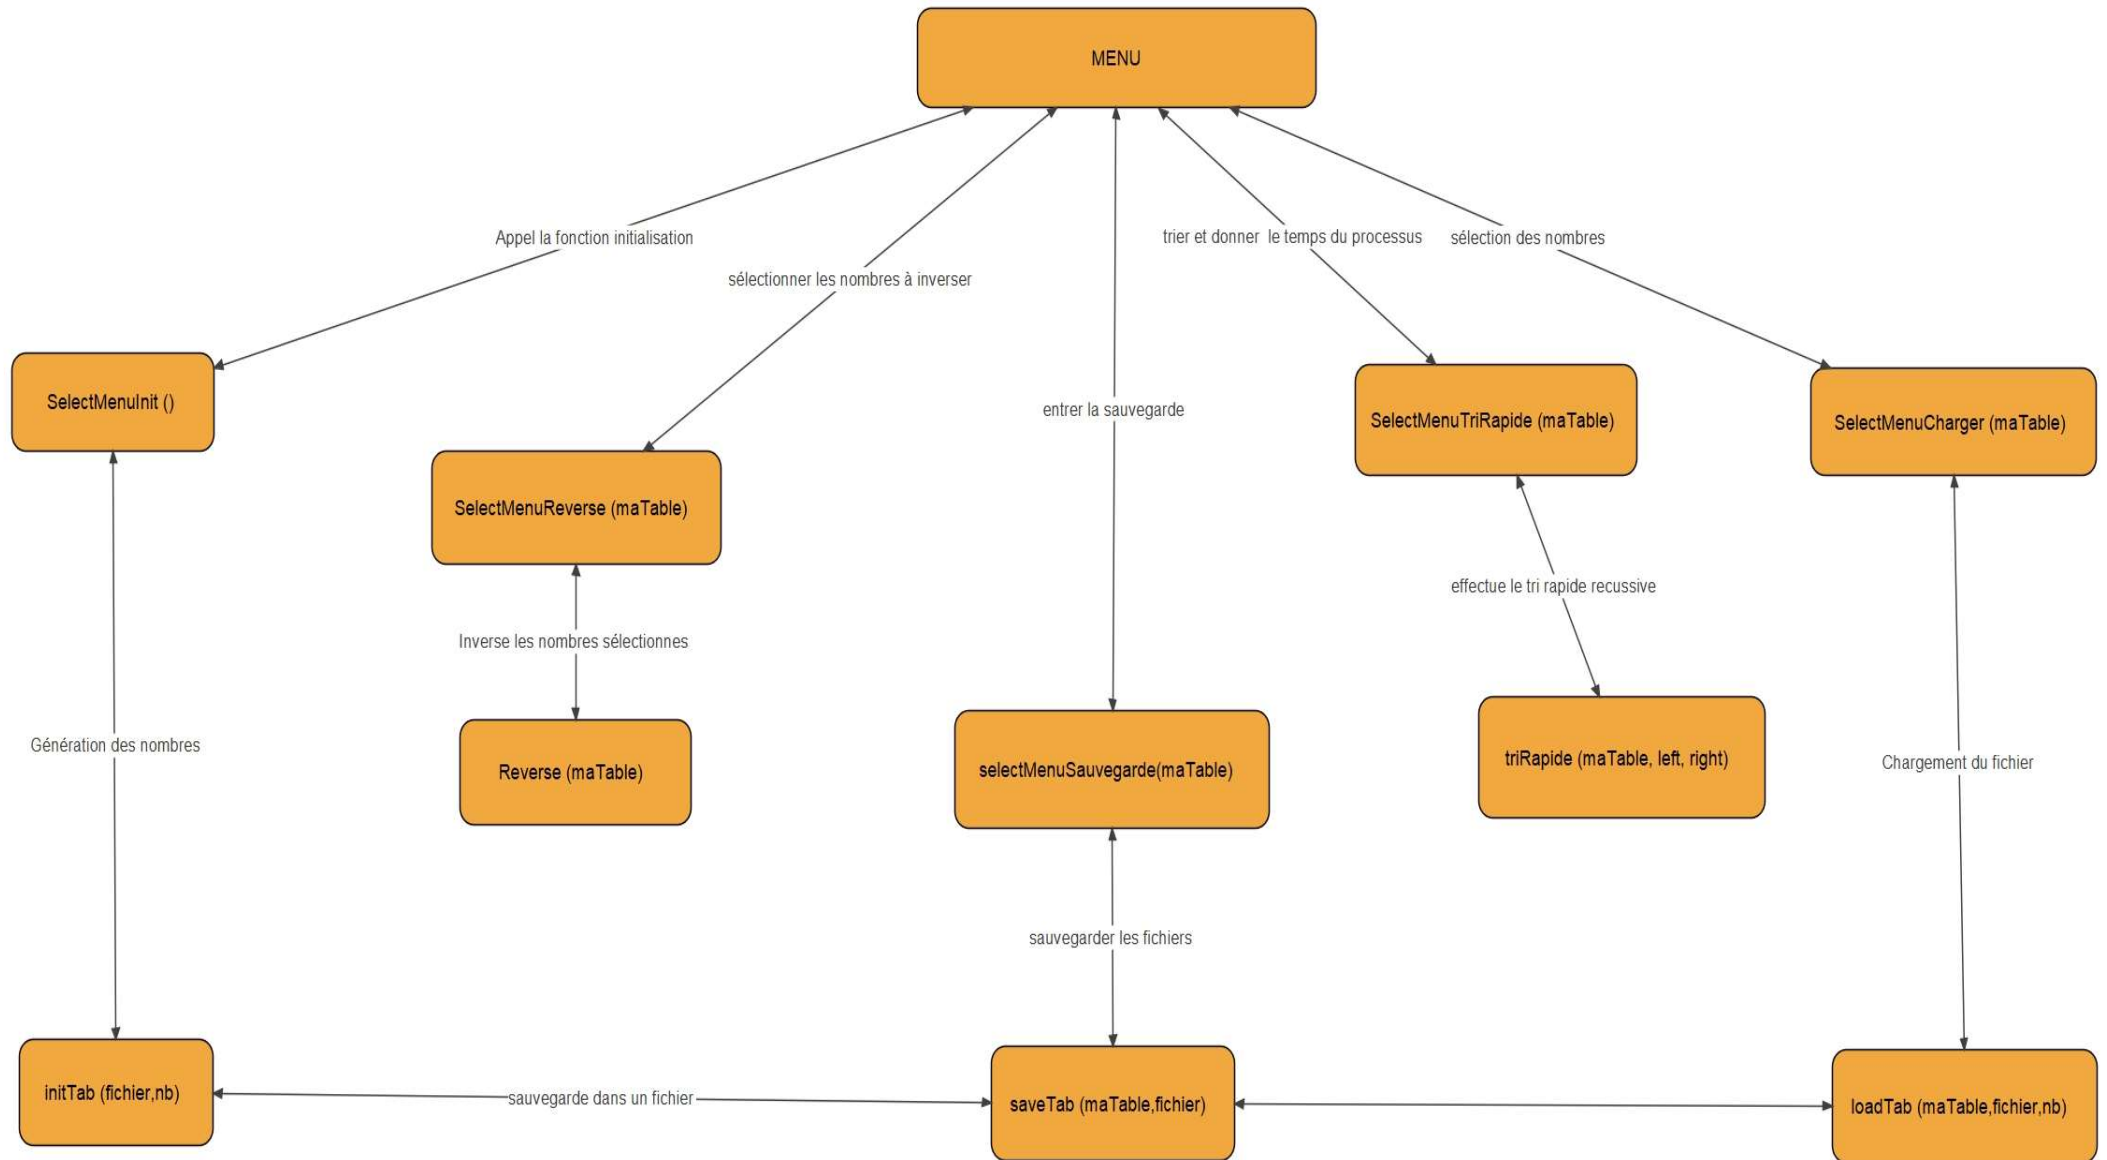 MENU
Appel la fonction initialisation
sélectionner les nombres à inverser
trier et donner  le temps du processus
sélection des nombres
SelectMenuInit ()
SelectMenuReverse (maTable)
entrer la sauvegarde
SelectMenuTriRapide (maTable)
SelectMenuCharger (maTable)
Inverse les nombres sélectionnes
effectue le tri rapide recussive
Génération des nombres
Reverse (maTable)
selectMenuSauvegarde(maTable)
triRapide (maTable, left, right)
Chargement du fichier
sauvegarder les fichiers
initTab (fichier,nb)
sauvegarde dans un fichier
saveTab (maTable,fichier)
loadTab (maTable,fichier,nb)